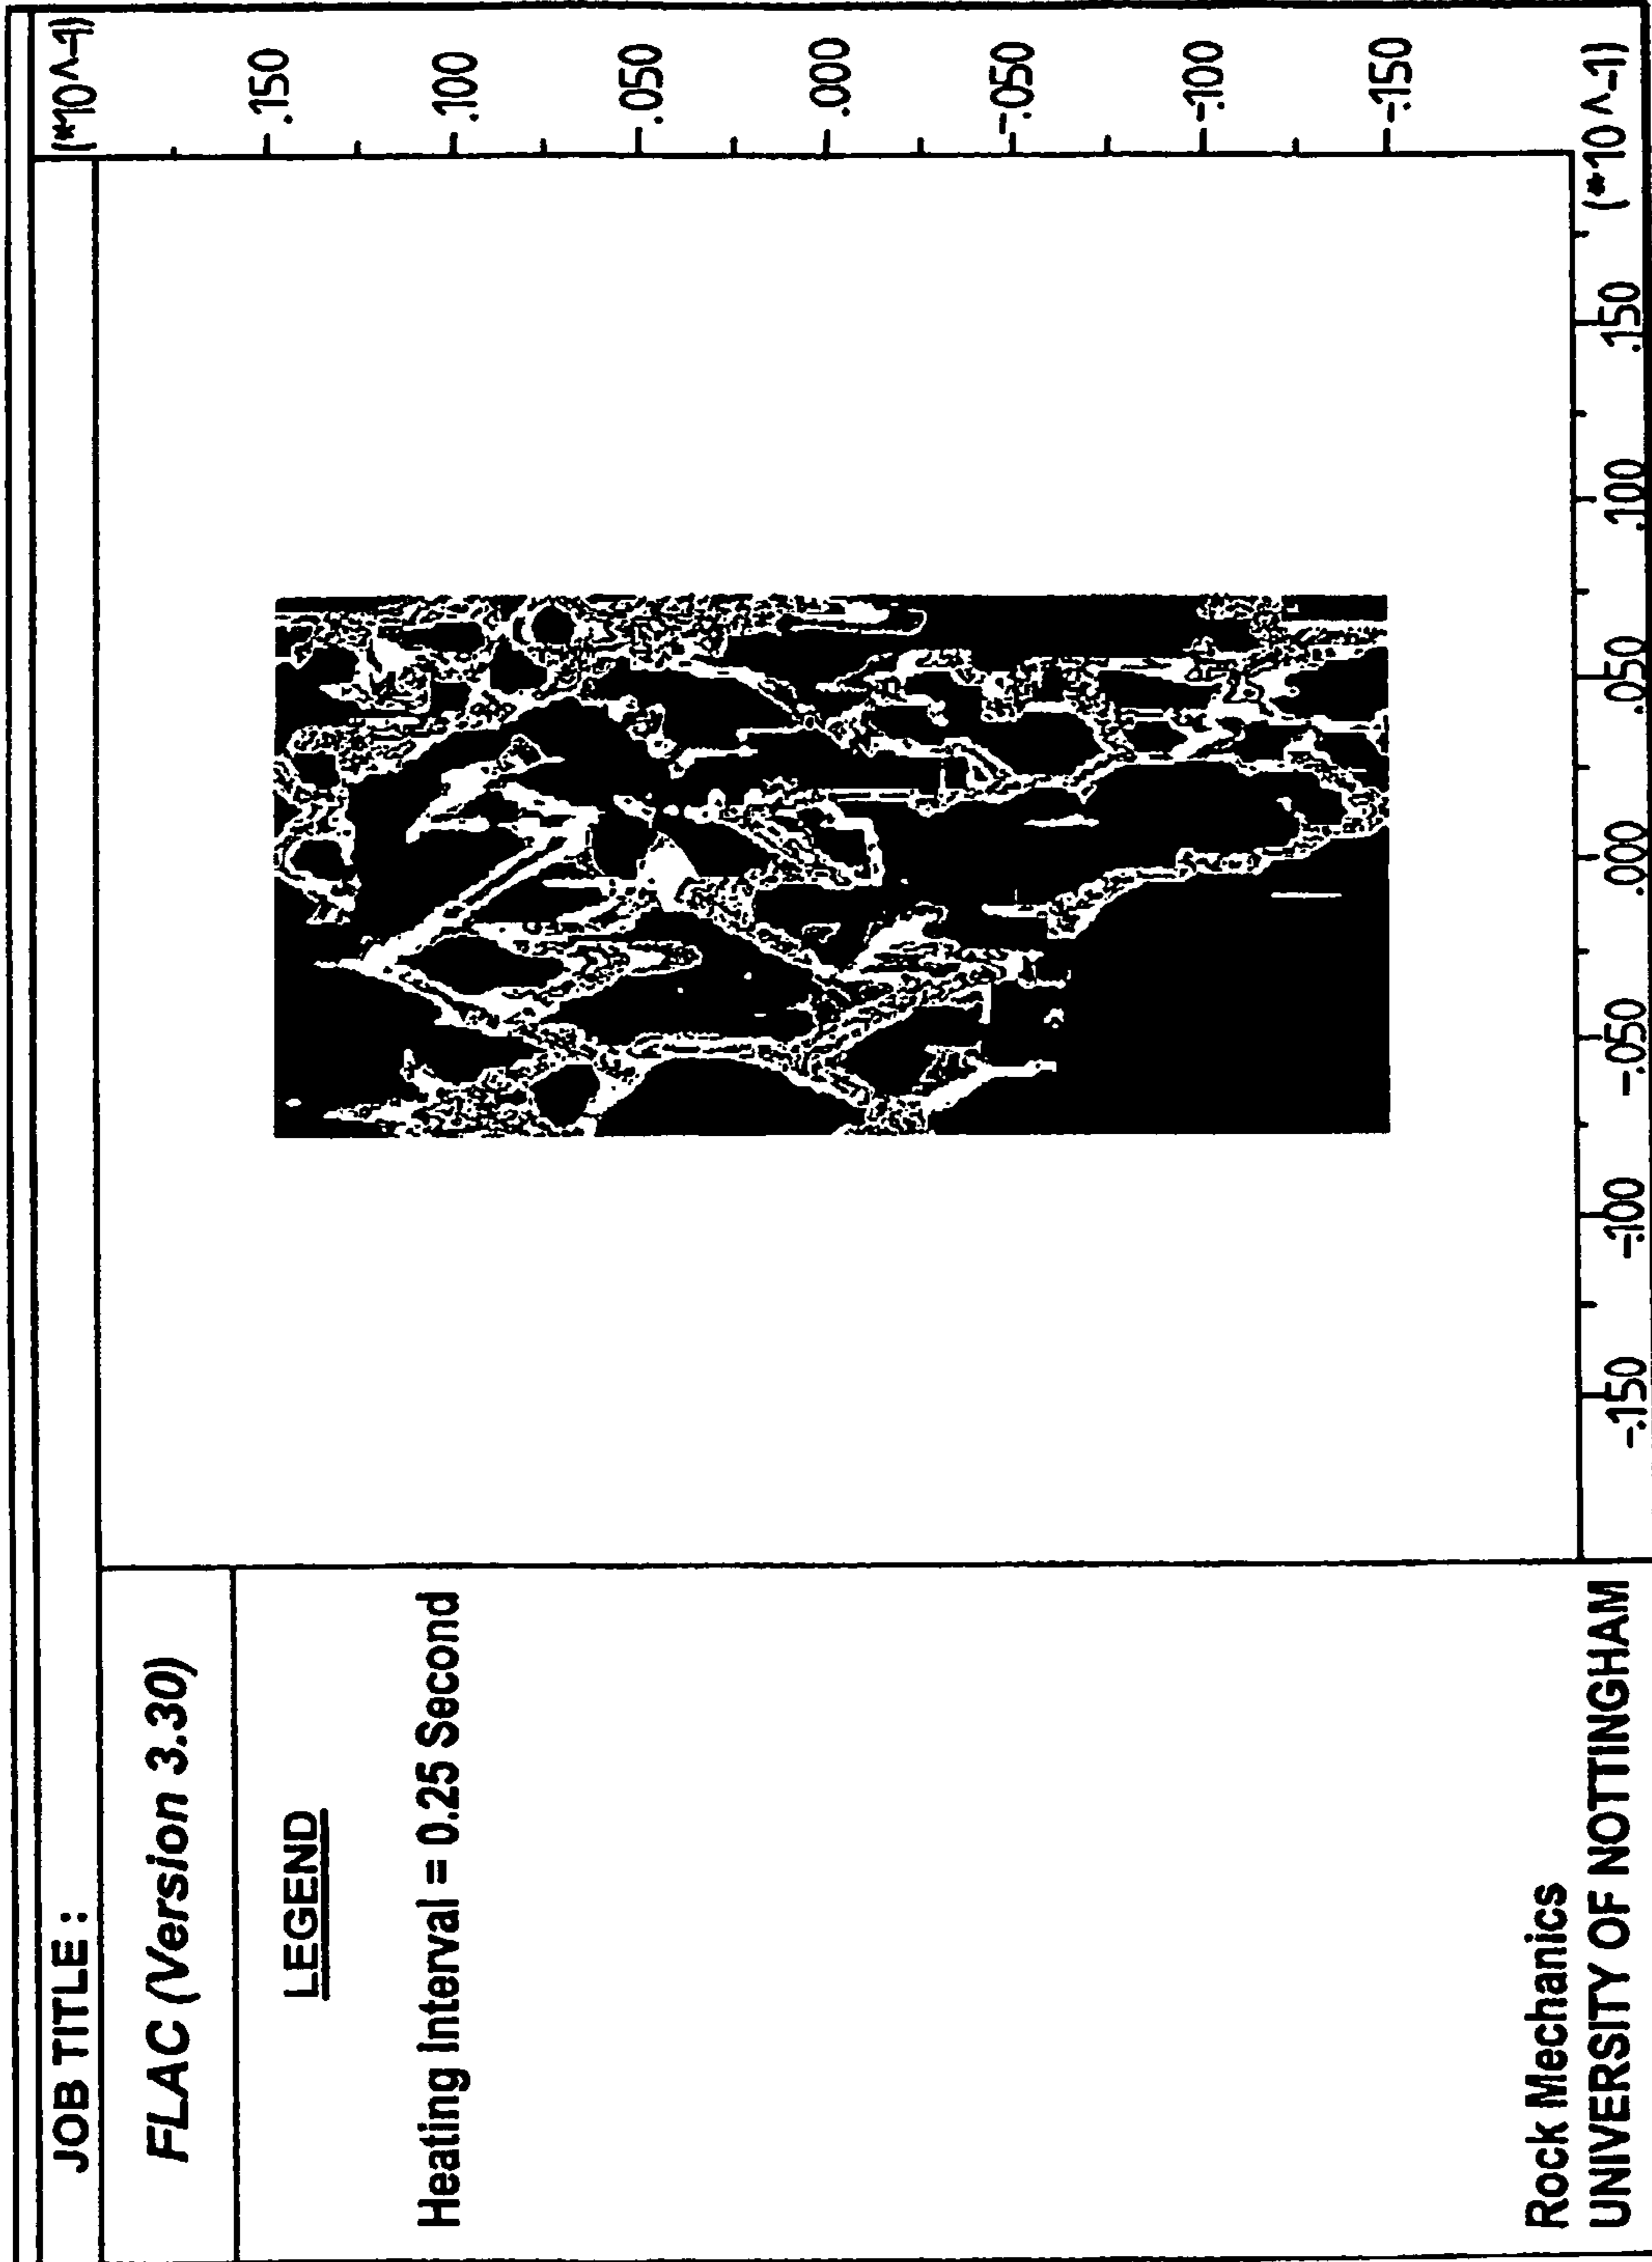 JOB TITLE :
(*10^-1)
FLAC (Version 3.30)
LEGEND
Heating Interval = 0.25 Second
.150
.100
.050
.000
-.050
-.100
-.150
Rock Mechanics
UNIVERSITY OF NOTTINGHAM
-.150 -.100 -.050 .000 .050 .100 .150 (*10^-1)